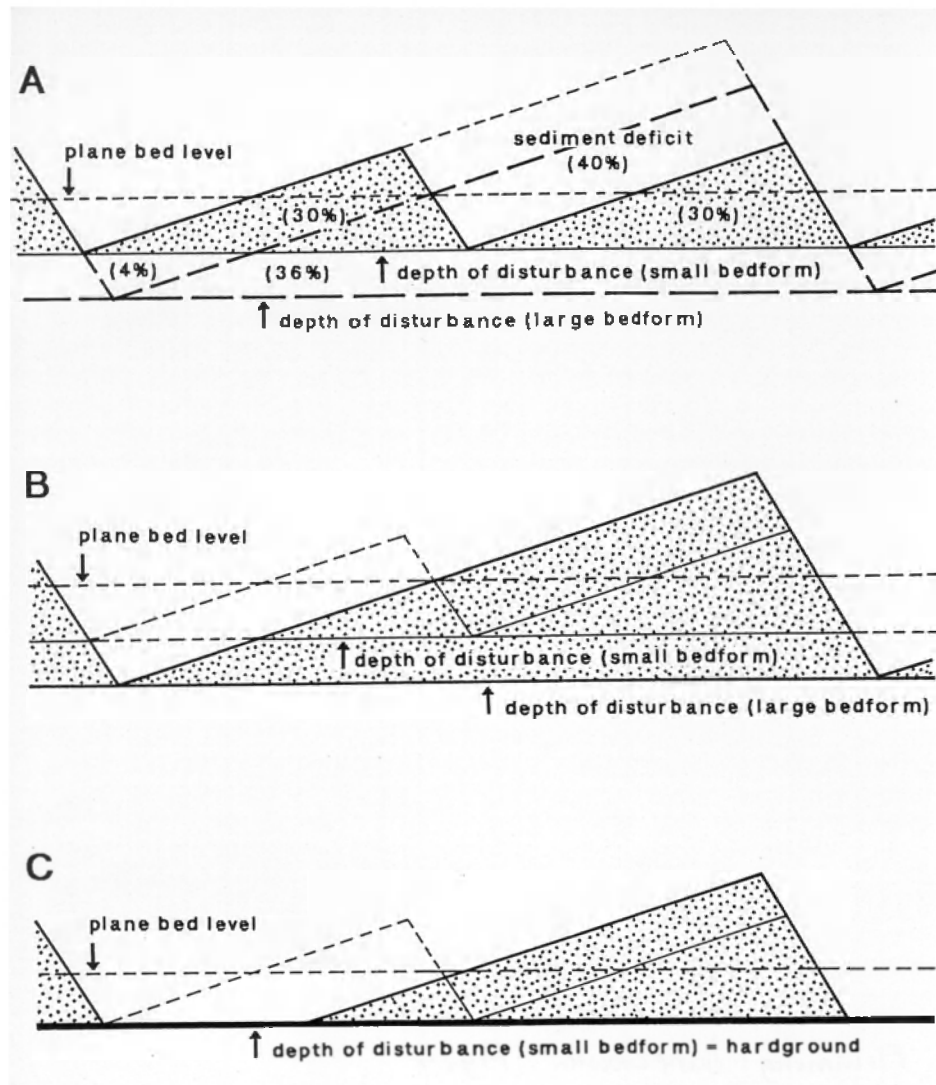 A
plane bed level
sediment deficit
(40%)
(30%)
(30%)
(4%)
(36%)
depth of disturbance (small bedform)
depth of disturbance (large bedform)
B
plane bed level
depth of disturbance (small bedform)
depth of disturbance (large bedform)
C
plane bed level
depth of disturbance (small bedform) = hardground